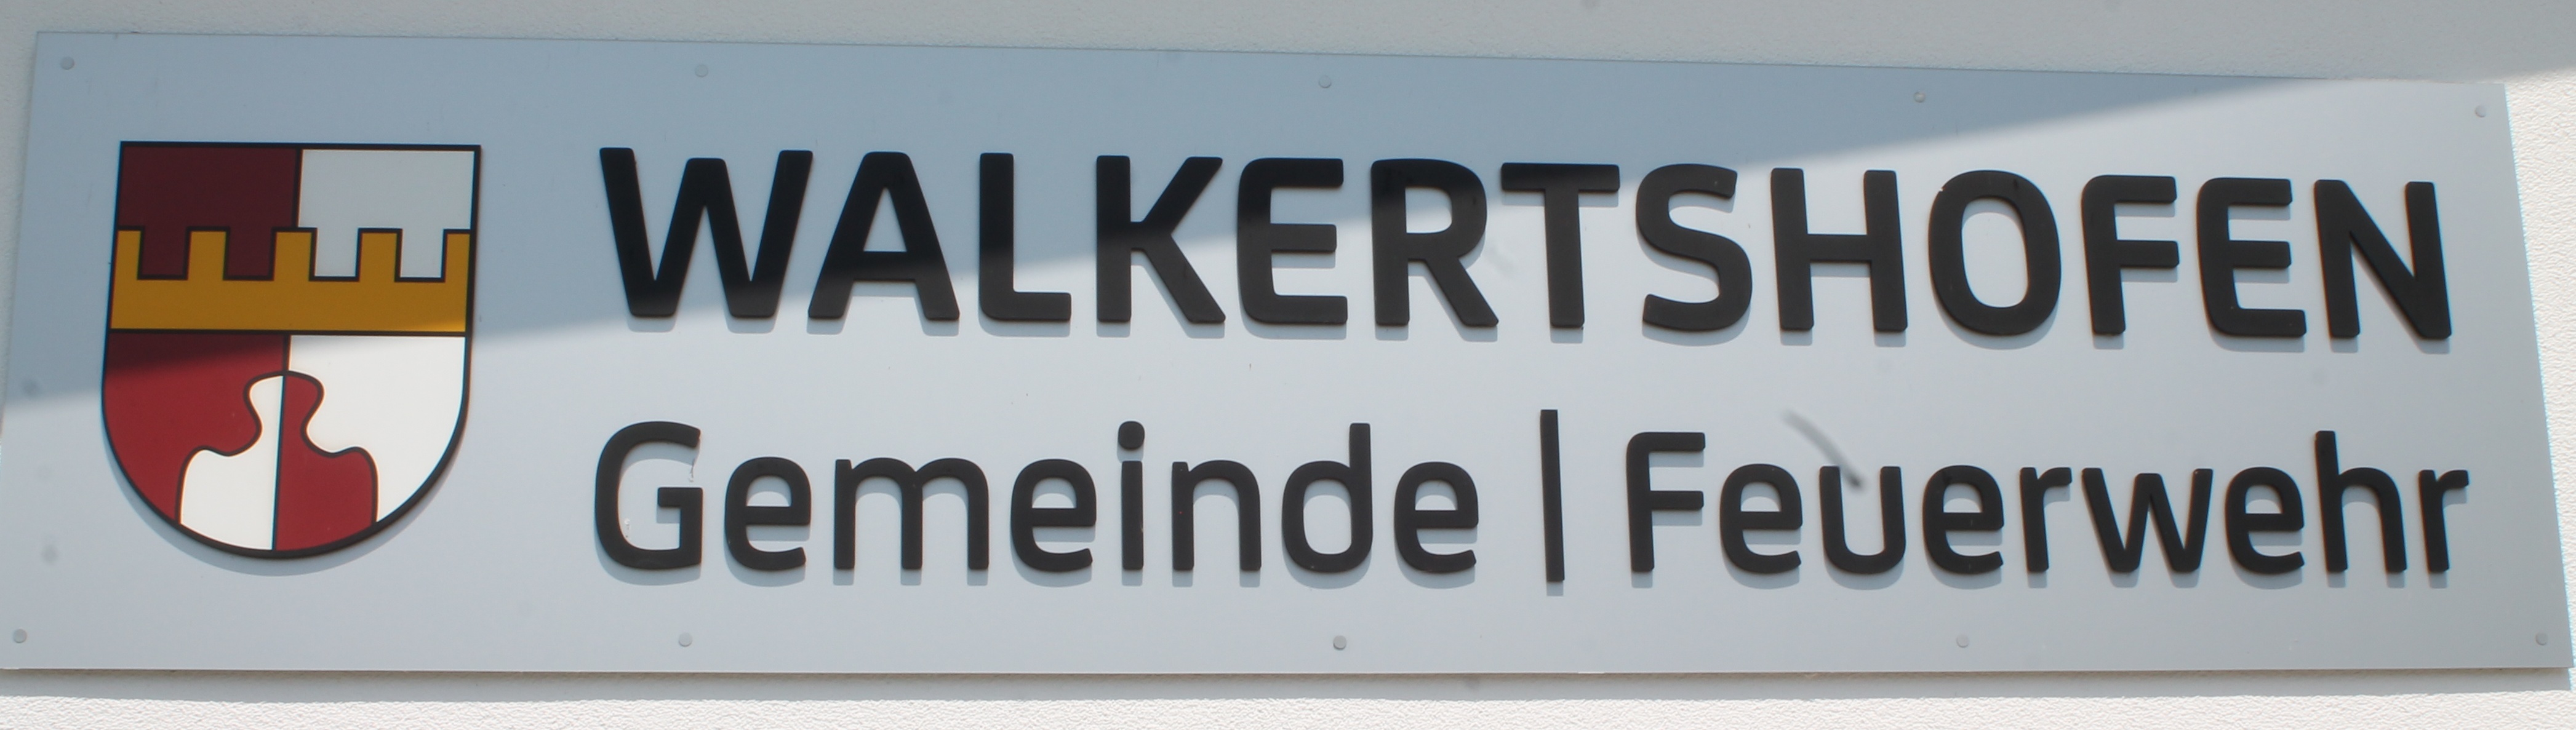 WALKERTSHOFEN
Gemeinde | Feuerwehr